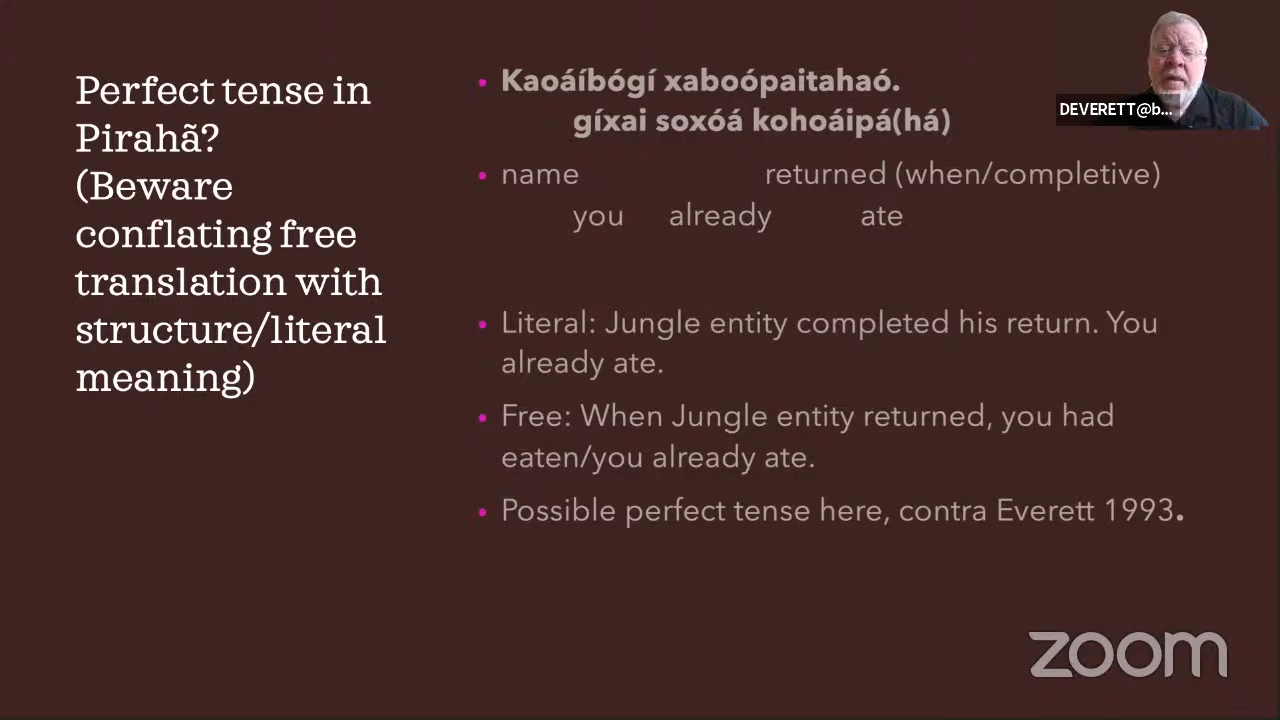 Perfect tense in
Pirahã?
(Beware
conflating free
translation with
structure/literal
meaning)
• Kaoáíbógí xaboópaitahaó.
gíxai soxóá kohoáipá(há)
• name returned (when/completive)
you already ate
• Literal: Jungle entity completed his return. You
already ate.
• Free: When Jungle entity returned, you had
eaten/you already ate.
• Possible perfect tense here, contra Everett 1993.
DEVERETT@b...
zoom